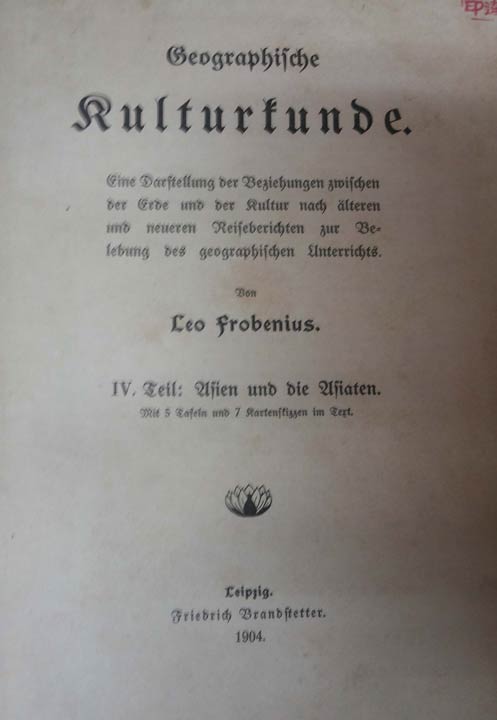 Geographische
Kulturkunde.
Eine Darstellung der Beziehungen zwischen
der Erde und der Kultur nach älteren
und neueren Reiseberichten zur Be-
lebung des geographischen Unterrichts.
Von
Leo Frobenius.
IV. Teil: Asien und die Asiaten.
Mit 5 Tafeln und 7 Kartenskizzen im Text.
Leipzig.
Friedrich Brandstetter.
1904.